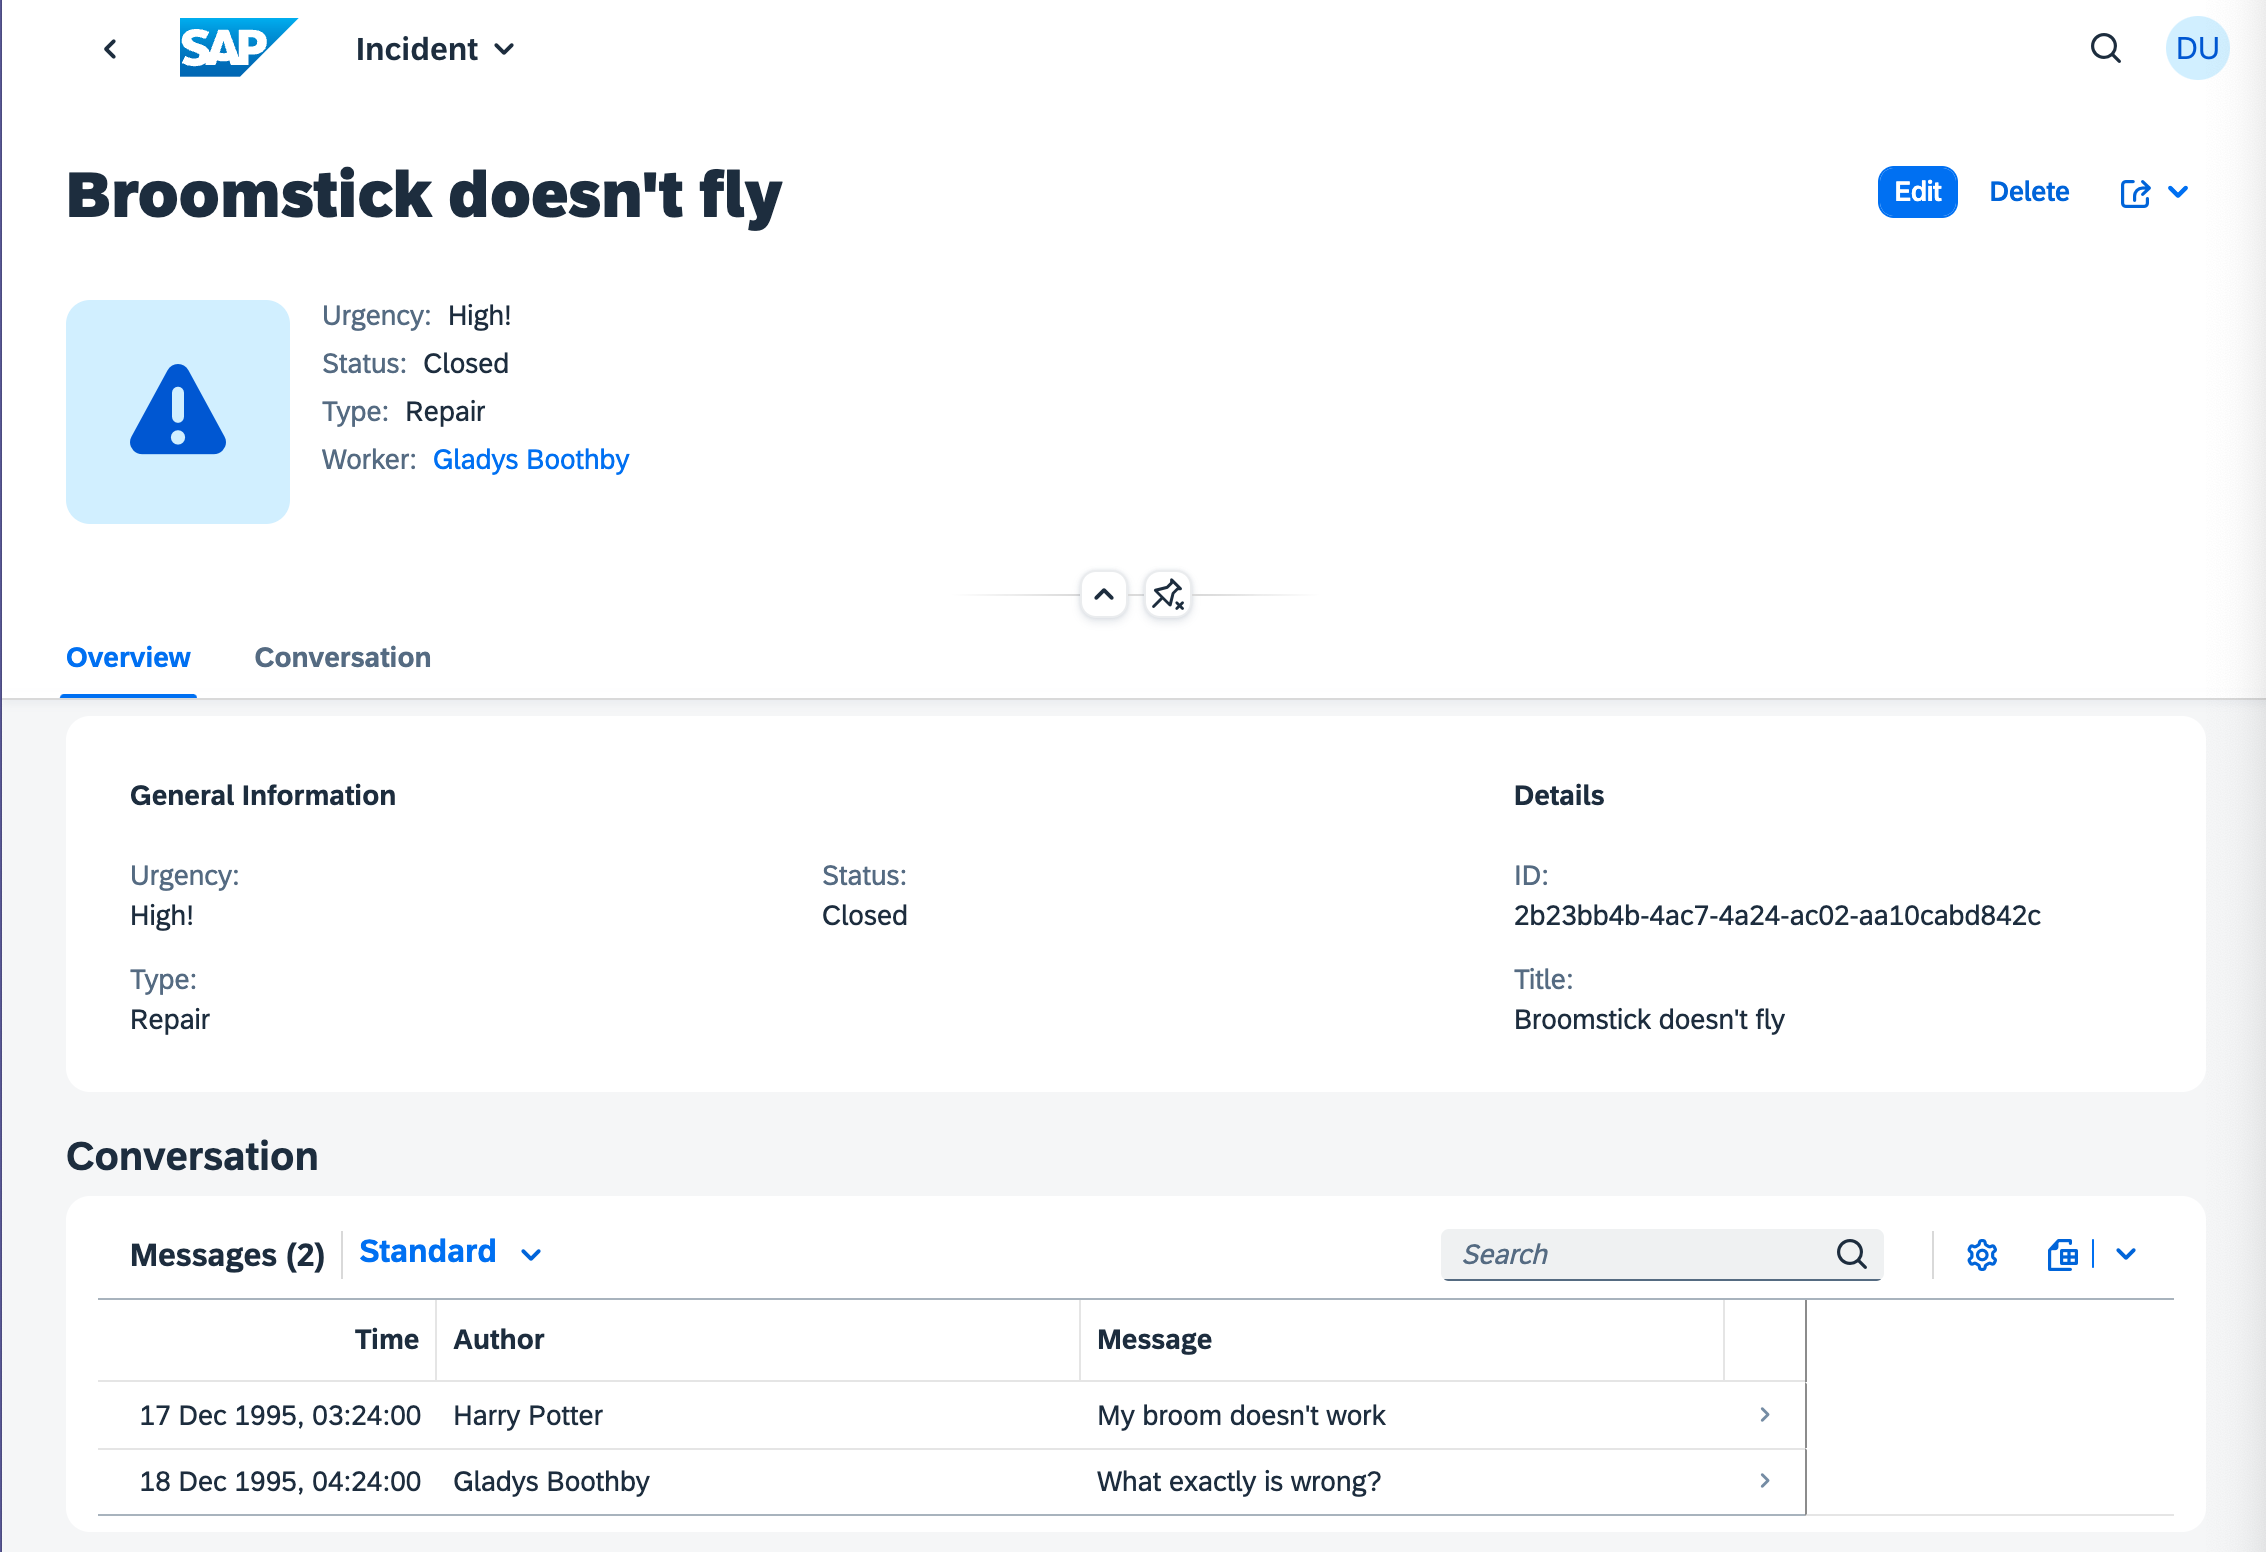 SAP Incident DU
Broomstick doesn't fly
Edit Delete
Urgency: High!
Status: Closed
Type: Repair
Worker: Gladys Boothby
Overview Conversation
General Information Details
Urgency: Status: ID:
High! Closed 2b23bb4b-4ac7-4a24-ac02-aa10cabd842c
Type: Title:
Repair Broomstick doesn't fly
Conversation
Messages (2) Standard Search
Time Author Message
17 Dec 1995, 03:24:00 Harry Potter My broom doesn't work
18 Dec 1995, 04:24:00 Gladys Boothby What exactly is wrong?